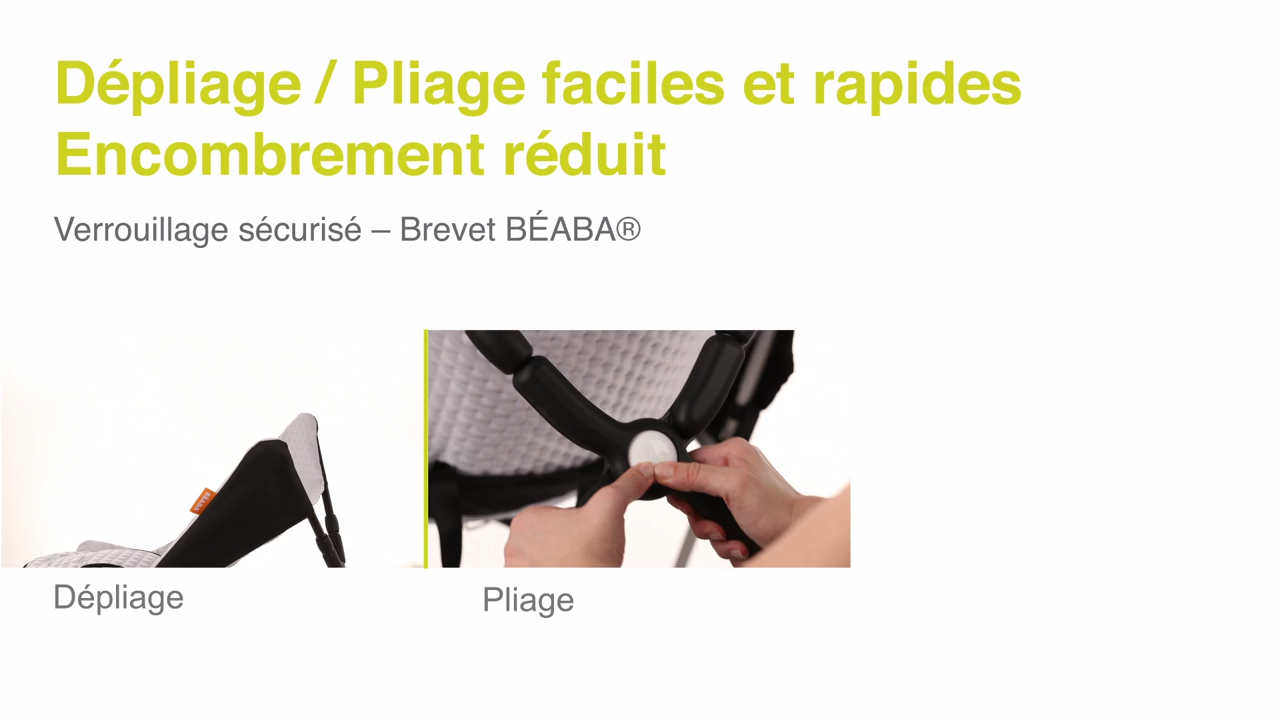 Dépliage / Pliage faciles et rapides
Encombrement réduit
Verrouillage sécurisé – Brevet BÉABA®
Dépliage
Pliage